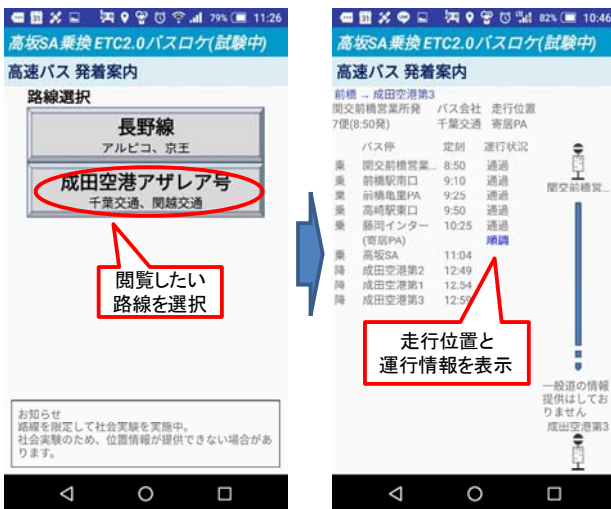 79% 11:26
高坂SA乗換ETC2.0バスロケ(試験中)
高速バス 発着案内
路線選択
長野線
アルピコ、京王
成田空港アザレア号
千葉交通、関越交通
閲覧したい
路線を選択
お知らせ
路線を限定して社会実験を実施中。
社会実験のため、位置情報が提供できない場合があ
ります。
82% 10:46
高坂SA乗換ETC2.0バスロケ(試験中)
高速バス 発着案内
前橋 → 成田空港第3
関交前橋営業所発 バス会社 走行位置
7便(8:50発) 千葉交通 寄居PA
バス停 定刻 運行状況
乗 関交前橋営業... 8:50 通過
乗 前橋駅南口 9:10 通過
乗 前橋亀里PA 9:25 通過
乗 高崎駅東口 9:50 通過
乗 藤岡インター 10:25 通過
(寄居PA) 順調
乗 高坂SA 11:04
降 成田空港第2 12:49
降 成田空港第1 12:54
降 成田空港第3 12:59
関交前橋営...
走行位置と
運行情報を表示
一般道の情報
提供はしてお
りません
成田空港第3